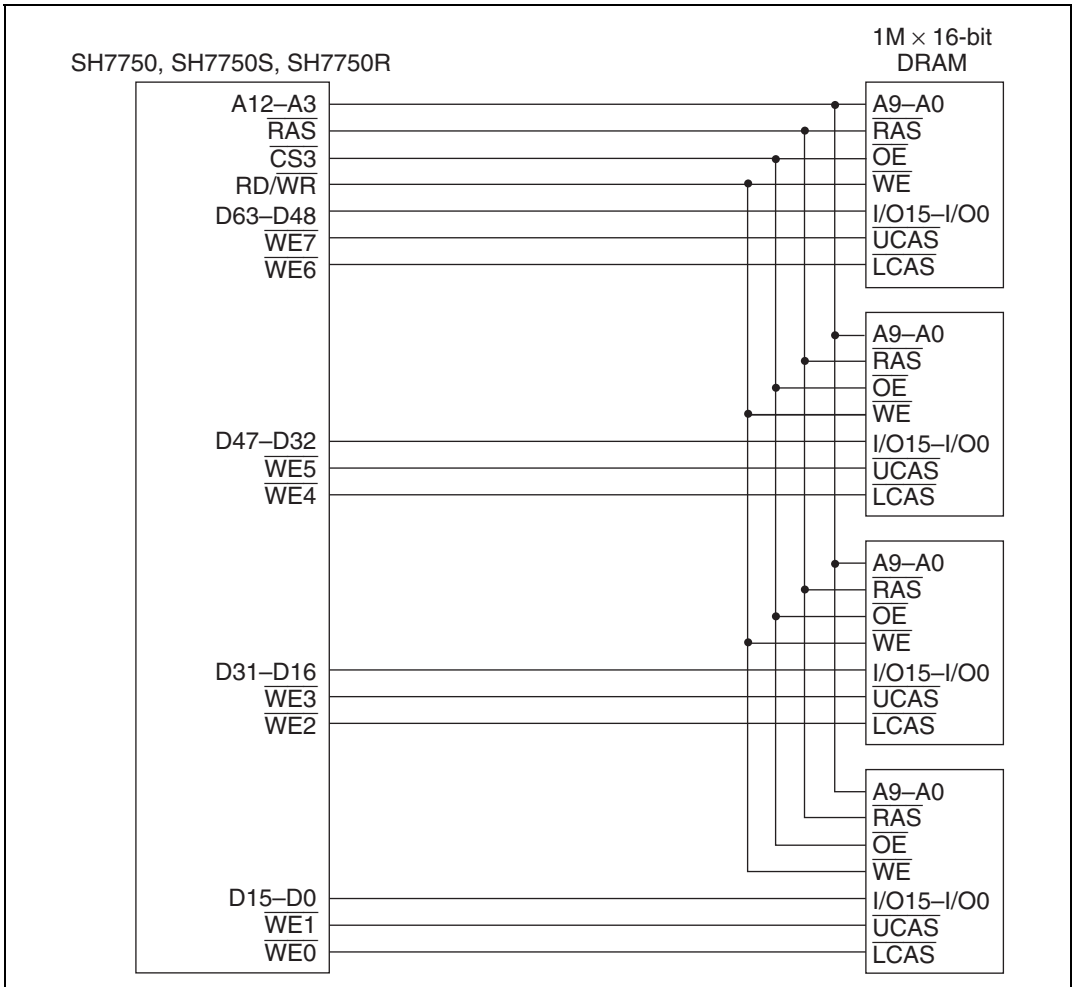 1M × 16-bit
SH7750, SH7750S, SH7750R
DRAM
A12–A3
A9–A0
RAS
RAS
CS3
OE
RD/WR
WE
D63–D48
I/O15–I/O0
WE7
UCAS
WE6
LCAS
A9–A0
RAS
OE
WE
D47–D32
I/O15–I/O0
WE5
UCAS
WE4
LCAS
A9–A0
RAS
OE
WE
D31–D16
I/O15–I/O0
WE3
UCAS
WE2
LCAS
A9–A0
RAS
OE
WE
D15–D0
I/O15–I/O0
WE1
UCAS
WE0
LCAS